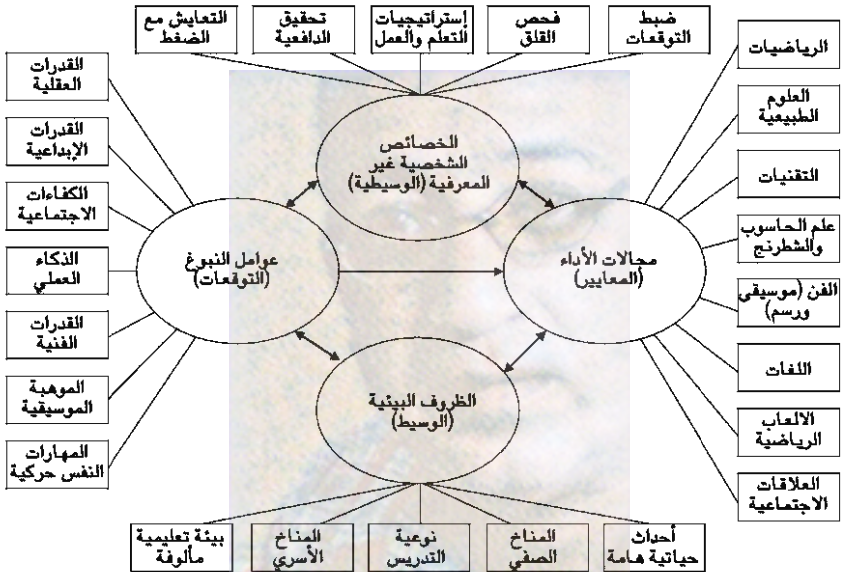 ضبط
التوقعات
فحص
القلق
إستراتيجيات
التعلم والعمل
تحقيق
الدافعية
التعايش مع
الضغط
الرياضيات
العلوم
الطبيعية
التقنيات
علم الحاسوب
والشطرنج
الفن (موسيقى
ورسم)
اللغات
الالعاب
الرياضية
العلاقات
الاجتماعية
الخصائص
الشخصية غير
المعرفية (الوسيطية)
مجالات الأداء
(المعايير)
عوامل النبوغ
(التوقعات)
الظروف البيئية
(الوسيط)
القدرات
العقلية
القدرات
الإبداعية
الكفاءات
الاجتماعية
الذكاء
العملي
القدرات
الفنية
الموهبة
الموسيقية
المهارات
النفس حركية
أحداث
حياتية هامة
المناخ
الصفي
نوعية
التدريس
المناخ
الأسري
بيئة تعليمية
مألوفة